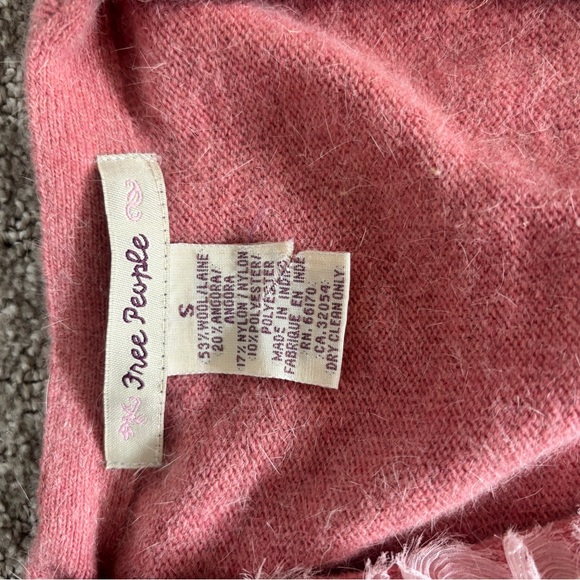 Free People
S
53% WOOL/LAINE
20% ANGORA/
ANGORA
17% NYLON/NYLON
10% POLYESTER/
POLYESTER
MADE IN INDIA
FABRIQUE EN INDE
RN 66170
CA 32054
DRY CLEAN ONLY